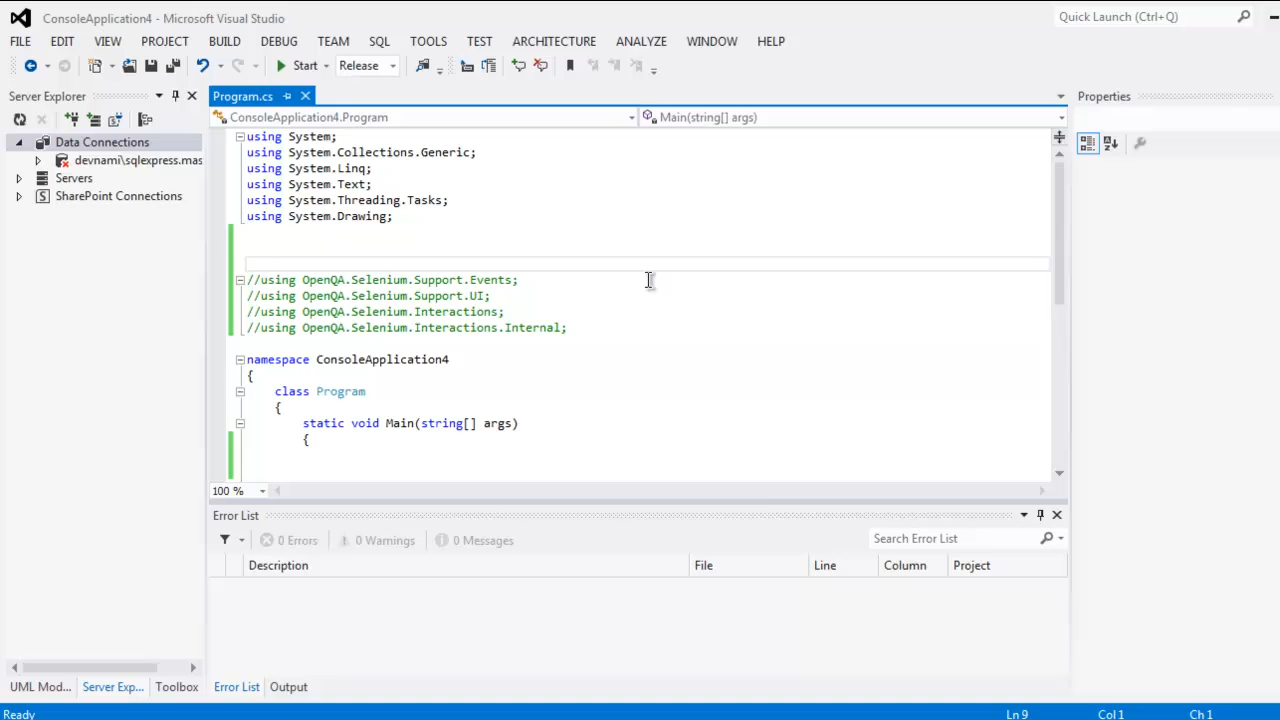 ConsoleApplication4 - Microsoft Visual Studio
Quick Launch (Ctrl+Q)
FILE EDIT VIEW PROJECT BUILD DEBUG TEAM SQL TOOLS TEST ARCHITECTURE ANALYZE WINDOW HELP
Start Release
Server Explorer
Program.cs
Properties
ConsoleApplication4.Program
Main(string[] args)
Data Connections
devnami\sqlexpress.mas
Servers
SharePoint Connections
using System;
using System.Collections.Generic;
using System.Linq;
using System.Text;
using System.Threading.Tasks;
using System.Drawing;
//using OpenQA.Selenium.Support.Events;
//using OpenQA.Selenium.Support.UI;
//using OpenQA.Selenium.Interactions;
//using OpenQA.Selenium.Interactions.Internal;
namespace ConsoleApplication4
{
class Program
{
static void Main(string[] args)
{
100 %
Error List
0 Errors 0 Warnings 0 Messages
Search Error List
Description File Line Column Project
UML Mod... Server Exp... Toolbox
Error List Output
Ready Ln 9 Col 1 Ch 1